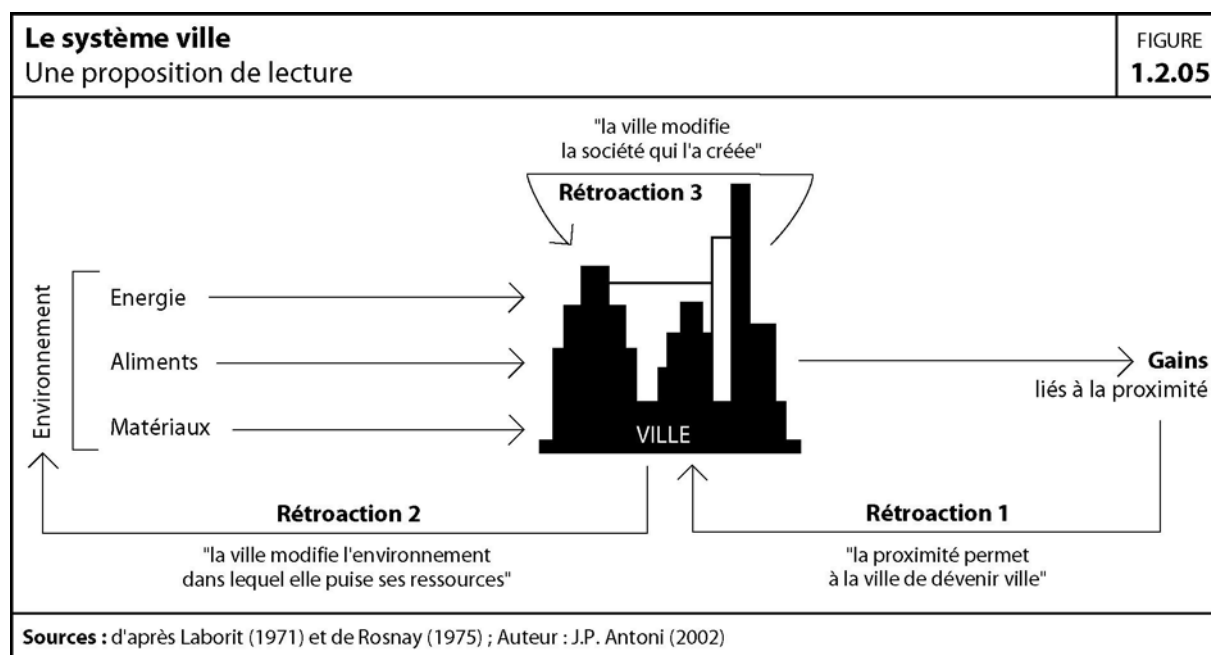 Le système ville
Une proposition de lecture
FIGURE
1.2.05
"la ville modifie
la société qui l'a créée"
Rétroaction 3
Environnement
Energie
Aliments
Matériaux
VILLE
Gains
liés à la proximité
Rétroaction 2
"la ville modifie l'environnement
dans lequel elle puise ses ressources"
Rétroaction 1
"la proximité permet
à la ville de dévenir ville"
Sources : d'après Laborit (1971) et de Rosnay (1975) ; Auteur : J.P. Antoni (2002)